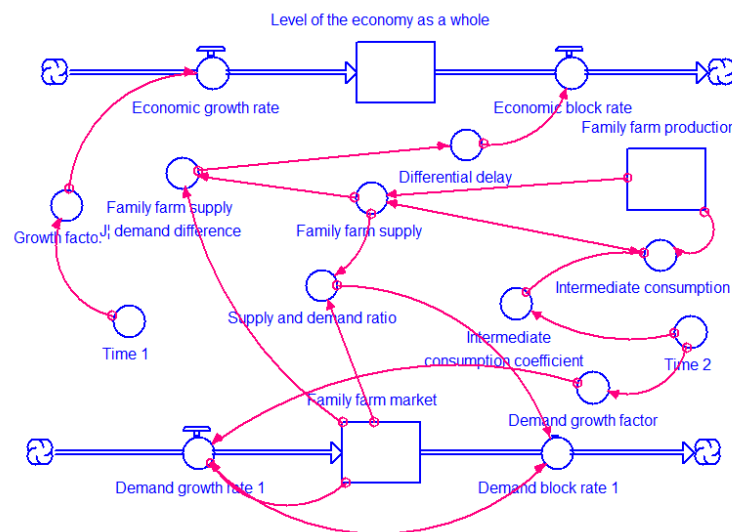 Level of the economy as a whole
Economic growth rate
Economic block rate
Family farm production
Differential delay
Family farm supply
demand difference
Growth
Family farm supply
Intermediate consumption
Supply and demand ratio
Intermediate
consumption coefficient
Time 1
Time 2
Family farm market
Demand growth factor
Demand growth rate 1
Demand block rate 1